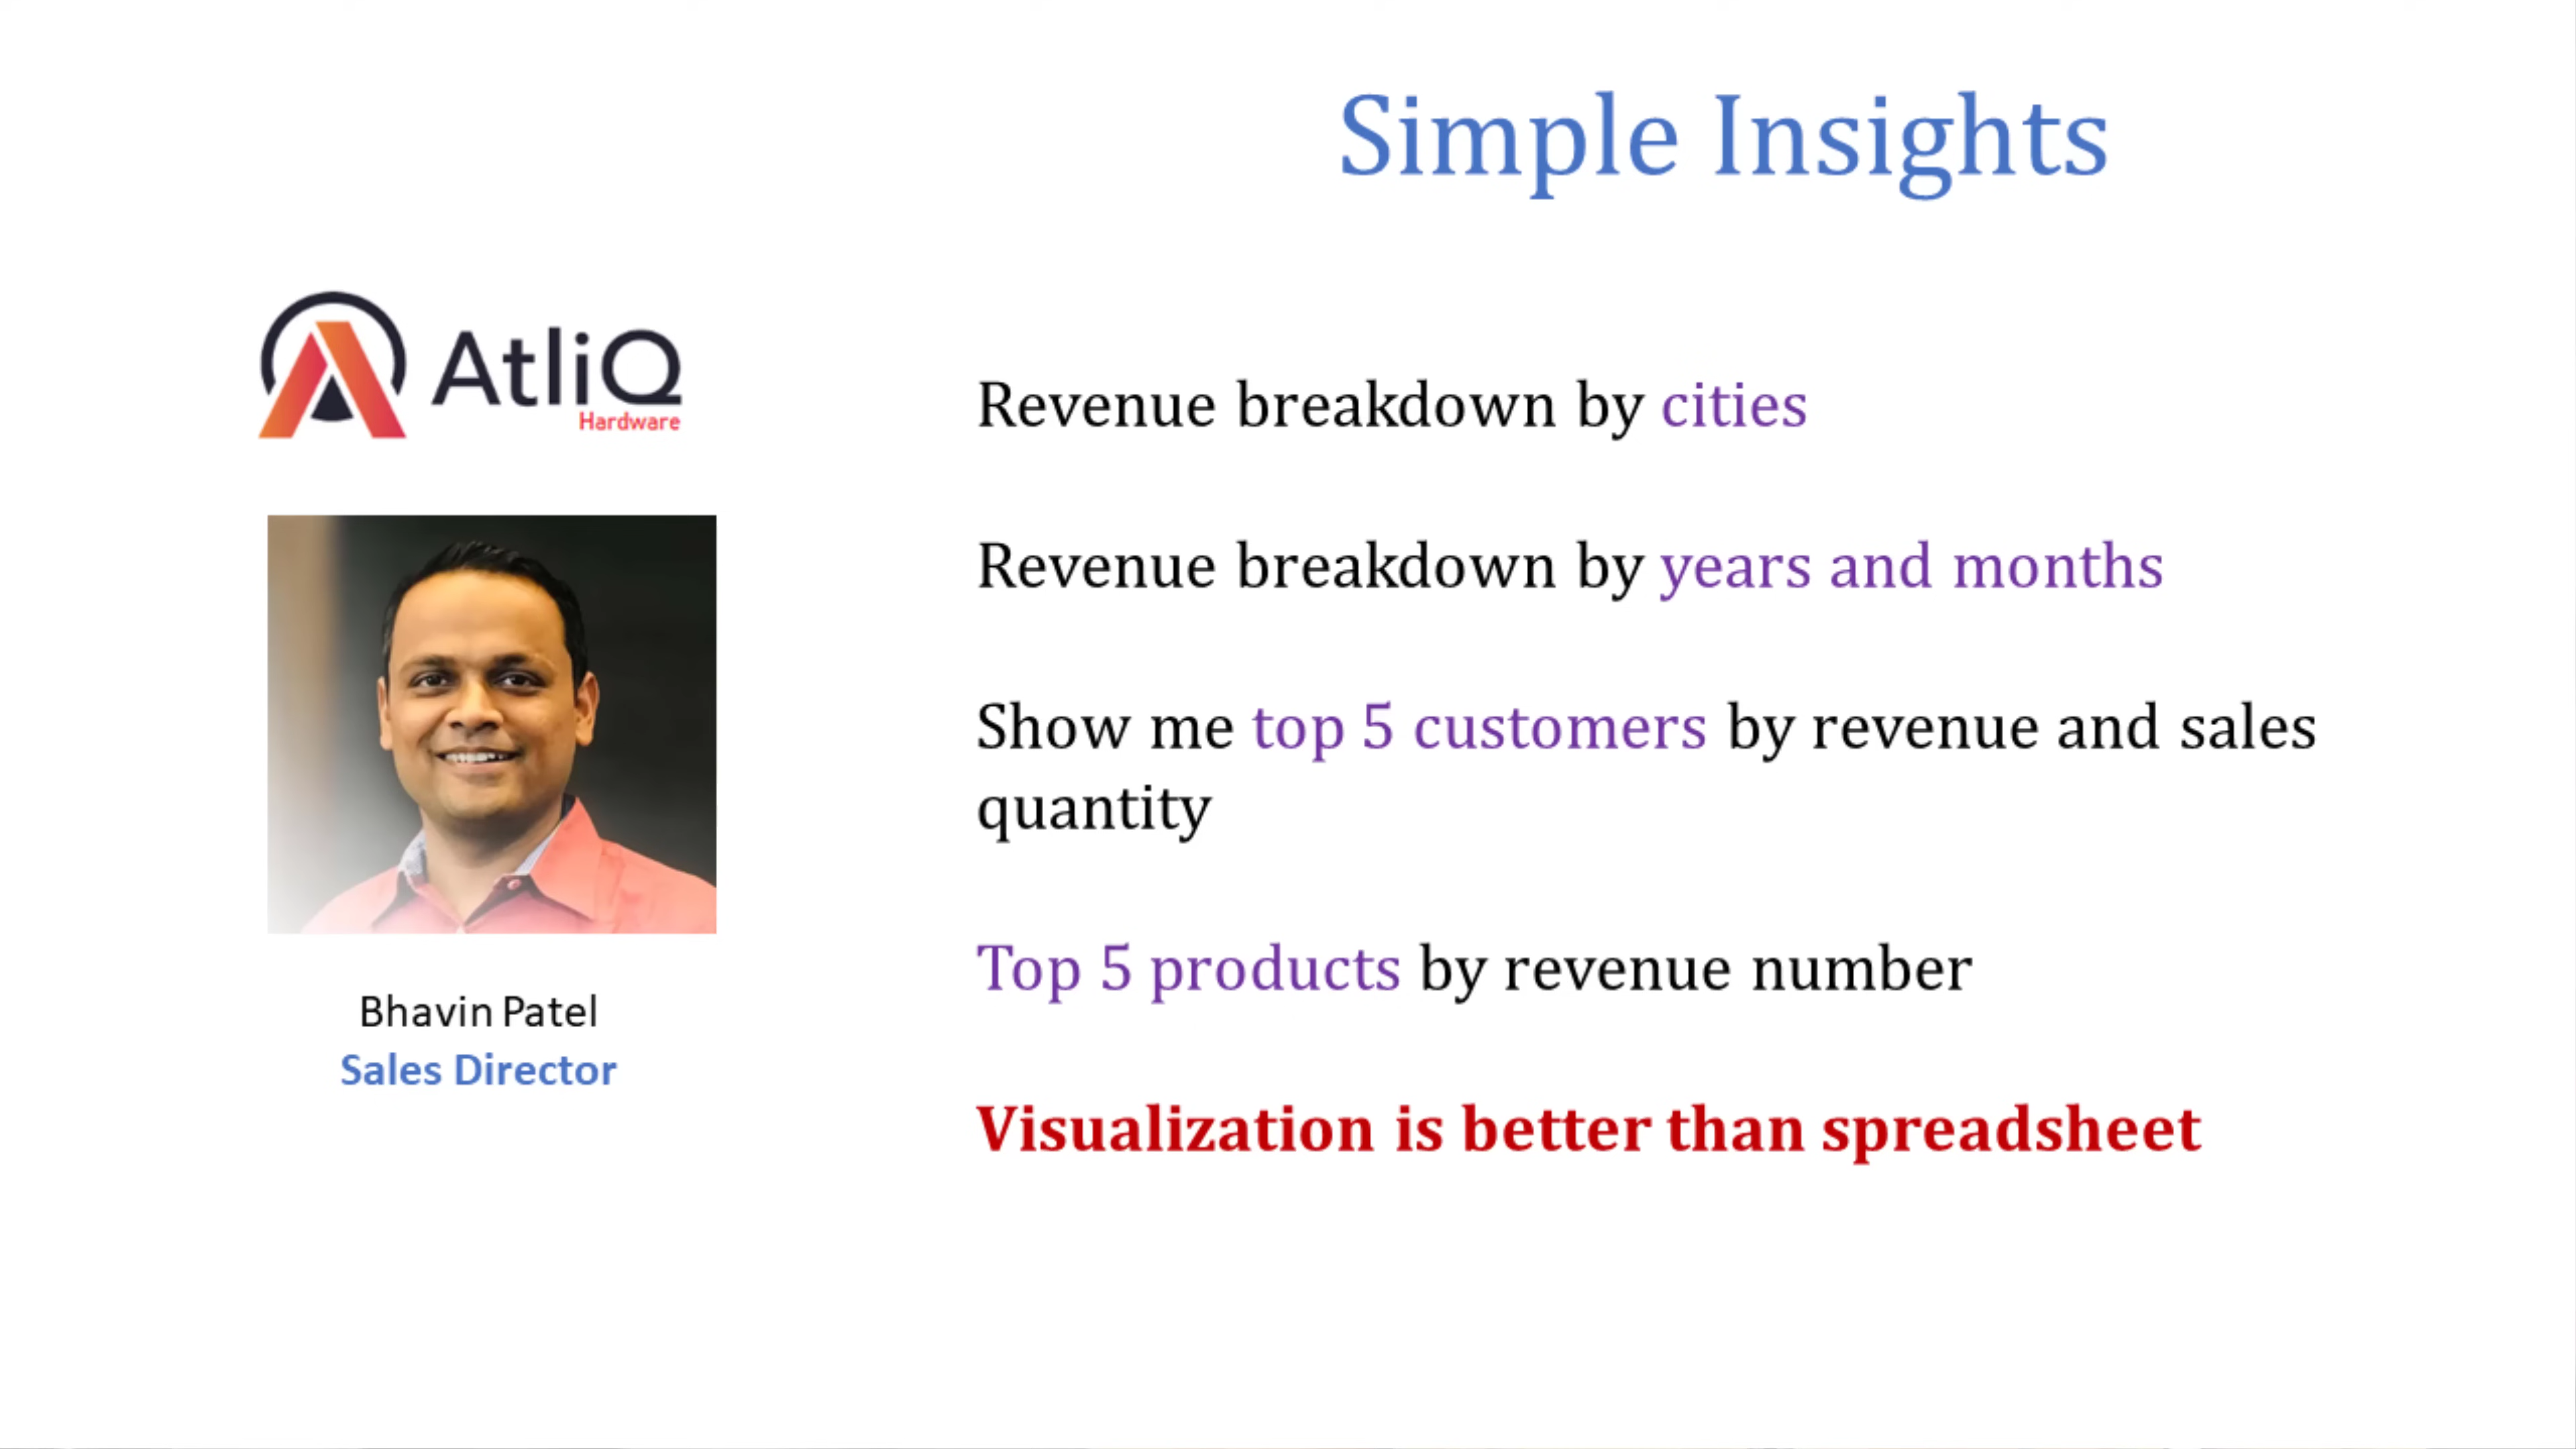 Simple Insights
AtliQ
Hardware
Revenue breakdown by cities
Revenue breakdown by years and months
Show me top 5 customers by revenue and sales
quantity
Top 5 products by revenue number
Visualization is better than spreadsheet
Bhavin Patel
Sales Director